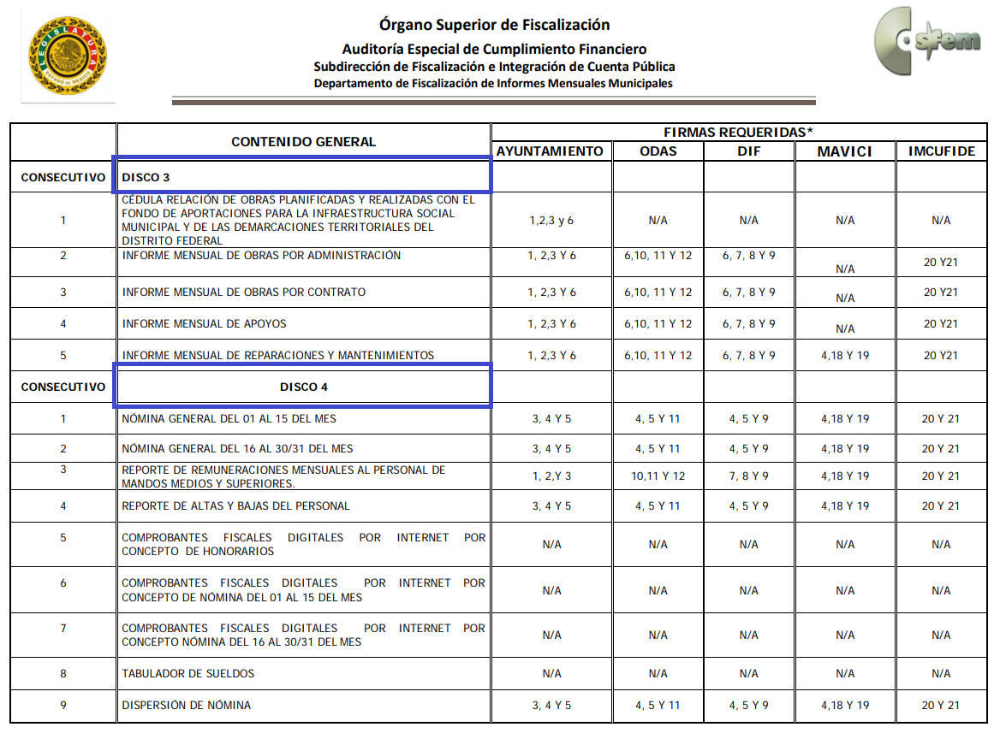 LEGISLATURA
ESTADO DE MEXICO
Órgano Superior de Fiscalización
Auditoría Especial de Cumplimiento Financiero
Subdirección de Fiscalización e Integración de Cuenta Pública
Departamento de Fiscalización de Informes Mensuales Municipales
osfem
CONTENIDO GENERAL
FIRMAS REQUERIDAS*
AYUNTAMIENTO ODAS DIF MAVICI IMCUFIDE
CONSECUTIVO DISCO 3
1 CÉDULA RELACIÓN DE OBRAS PLANIFICADAS Y REALIZADAS CON EL
FONDO DE APORTACIONES PARA LA INFRAESTRUCTURA SOCIAL
MUNICIPAL Y DE LAS DEMARCACIONES TERRITORIALES DEL
DISTRITO FEDERAL
1,2,3 y 6 N/A N/A N/A N/A
2 INFORME MENSUAL DE OBRAS POR ADMINISTRACIÓN 1, 2,3 Y 6 6,10, 11 Y 12 6, 7, 8 Y 9 N/A 20 Y21
3 INFORME MENSUAL DE OBRAS POR CONTRATO 1, 2,3 Y 6 6,10, 11 Y 12 6, 7, 8 Y 9 N/A 20 Y21
4 INFORME MENSUAL DE APOYOS 1, 2,3 Y 6 6,10, 11 Y 12 6, 7, 8 Y 9 N/A 20 Y21
5 INFORME MENSUAL DE REPARACIONES Y MANTENIMIENTOS 1, 2,3 Y 6 6,10, 11 Y 12 6, 7, 8 Y 9 4,18 Y 19 20 Y21
CONSECUTIVO DISCO 4
1 NÓMINA GENERAL DEL 01 AL 15 DEL MES 3, 4 Y 5 4, 5 Y 11 4, 5 Y 9 4,18 Y 19 20 Y 21
2 NÓMINA GENERAL DEL 16 AL 30/31 DEL MES 3, 4 Y 5 4, 5 Y 11 4, 5 Y 9 4,18 Y 19 20 Y 21
3 REPORTE DE REMUNERACIONES MENSUALES AL PERSONAL DE
MANDOS MEDIOS Y SUPERIORES.
1, 2,Y 3 10,11 Y 12 7, 8 Y 9 4,18 Y 19 20 Y 21
4 REPORTE DE ALTAS Y BAJAS DEL PERSONAL 3, 4 Y 5 4, 5 Y 11 4, 5 Y 9 4,18 Y 19 20 Y 21
5 COMPROBANTES FISCALES DIGITALES POR INTERNET POR
CONCEPTO DE HONORARIOS
N/A N/A N/A N/A N/A
6 COMPROBANTES FISCALES DIGITALES POR INTERNET POR
CONCEPTO DE NÓMINA DEL 01 AL 15 DEL MES
N/A N/A N/A N/A N/A
7 COMPROBANTES FISCALES DIGITALES POR INTERNET POR
CONCEPTO NÓMINA DEL 16 AL 30/31 DEL MES
N/A N/A N/A N/A N/A
8 TABULADOR DE SUELDOS N/A N/A N/A N/A N/A
9 DISPERSIÓN DE NÓMINA 3, 4 Y 5 4, 5 Y 11 4, 5 Y 9 4,18 Y 19 20 Y 21